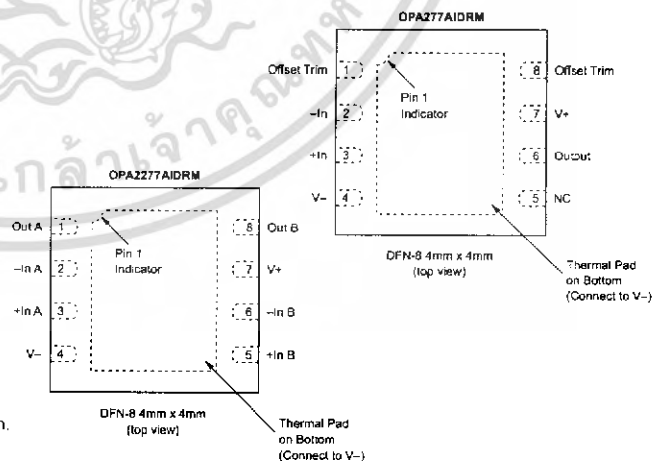 OPA277AIDRM
Offset Trim 1 8 Offset Trim
Pin 1
Indicator
–In 2 7 V+
+In 3 6 Output
V– 4 5 NC
DFN-8 4mm x 4mm
(top view)
Thermal Pad
on Bottom
(Connect to V–)
OPA2277AIDRM
Out A 1 8 Out B
Pin 1
Indicator
–In A 2 7 V+
+In A 3 6 –In B
V– 4 5 +In B
DFN-8 4mm x 4mm
(top view)
Thermal Pad
on Bottom
(Connect to V–)